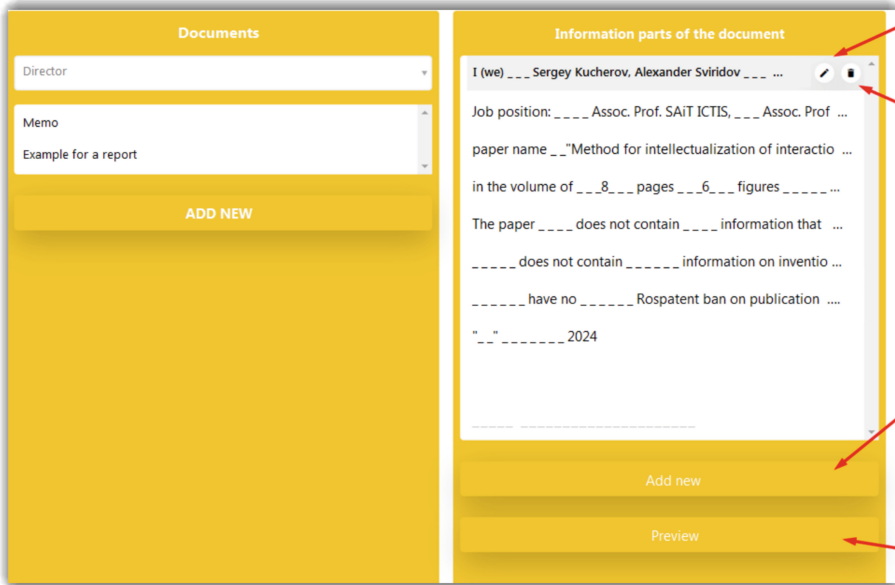 Documents
Director
Memo
Example for a report
ADD NEW
Information parts of the document
I (we) _ _ _ Sergey Kucherov, Alexander Sviridov _ _ _ ...
Job position: _ _ _ _ Assoc. Prof. SAiT ICTIS, _ _ _ Assoc. Prof ...
paper name _ _"Method for intellectualization of interactio ...
in the volume of _ _ _8_ _ _ pages _ _ _6_ _ _ figures _ _ _ _ _ ...
The paper _ _ _ _ does not contain _ _ _ _ information that ...
_ _ _ _ _ does not contain _ _ _ _ _ _ information on inventio ...
_ _ _ _ _ _ have no _ _ _ _ _ _ Rospatent ban on publication ....
"_ _" _ _ _ _ _ _ _ 2024
Add new
Preview